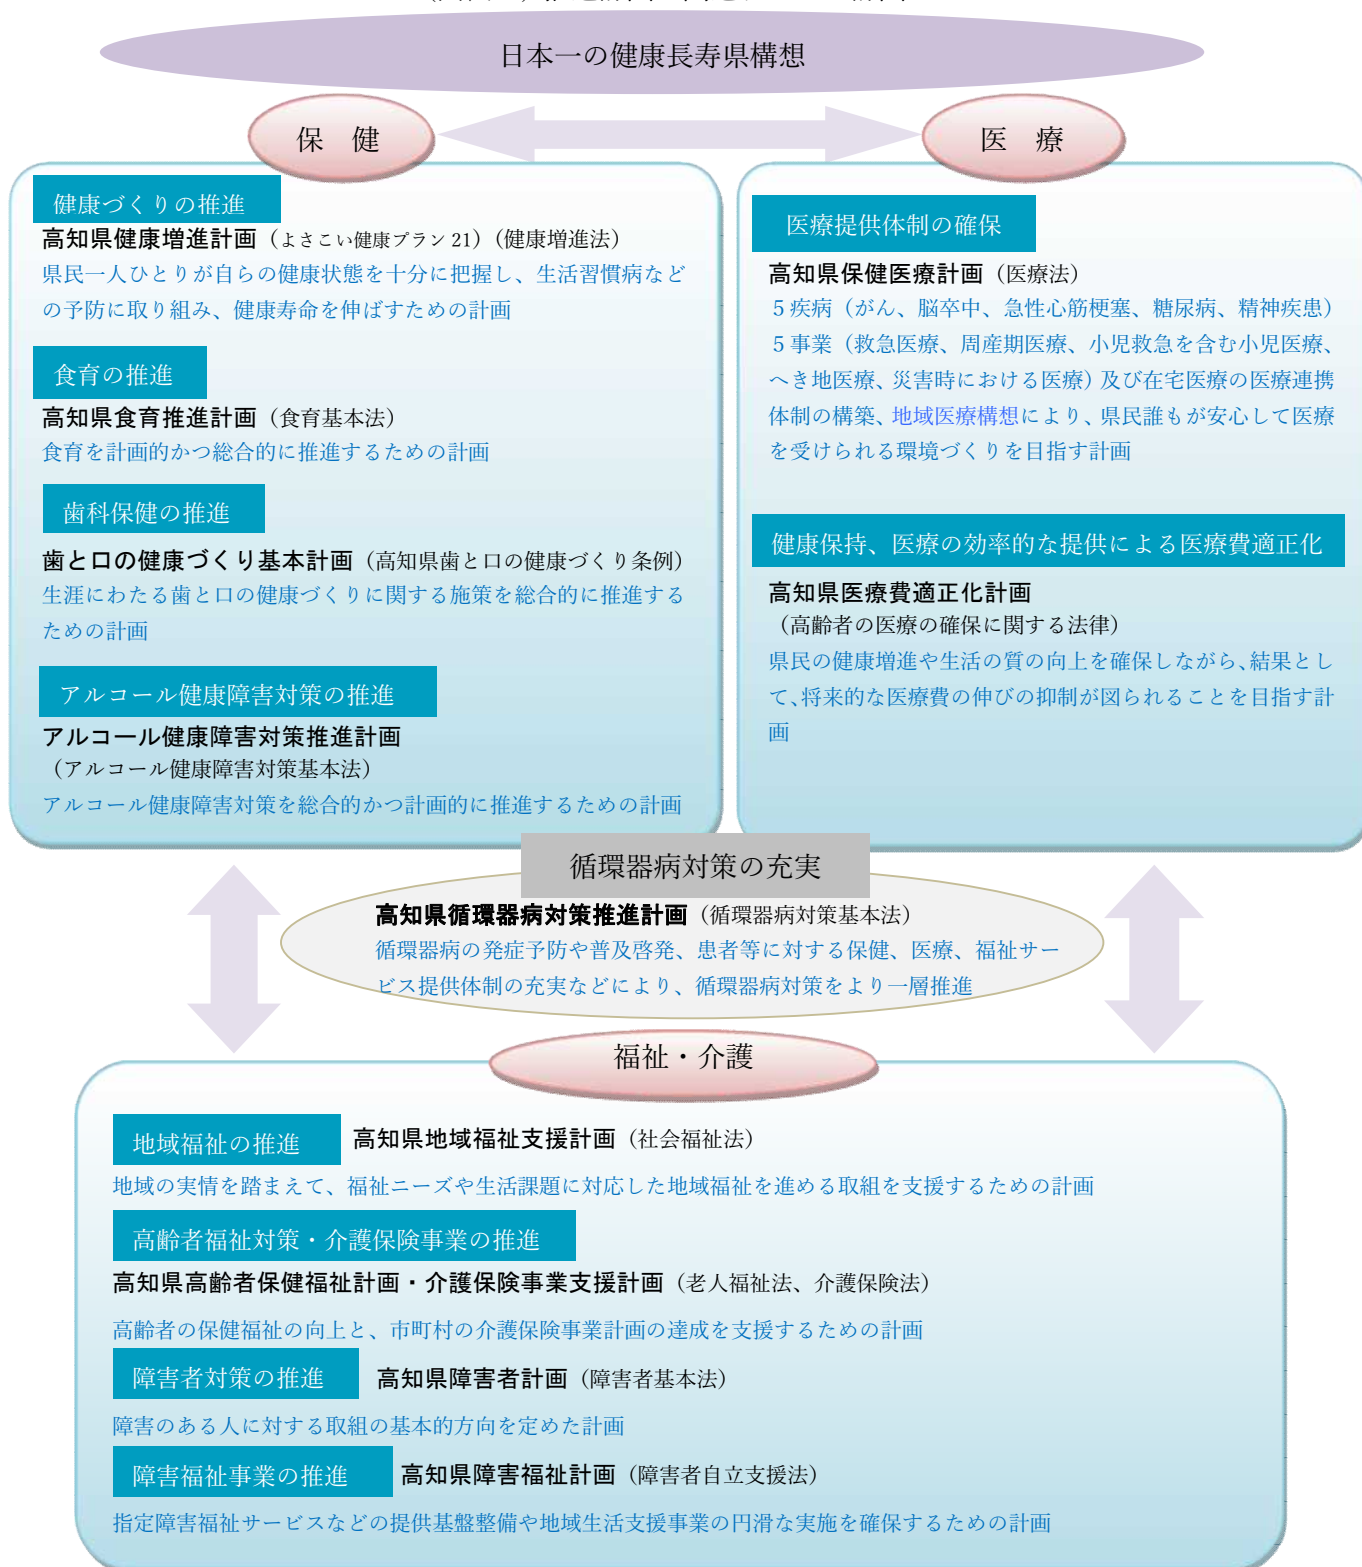 日本一の健康長寿県構想
保　健
医　療
健康づくりの推進
高知県健康増進計画（よさこい健康プラン21）（健康増進法）
県民一人ひとりが自らの健康状態を十分に把握し、生活習慣病など
の予防に取り組み、健康寿命を伸ばすための計画
食育の推進
高知県食育推進計画（食育基本法）
食育を計画的かつ総合的に推進するための計画
歯科保健の推進
歯と口の健康づくり基本計画（高知県歯と口の健康づくり条例）
生涯にわたる歯と口の健康づくりに関する施策を総合的に推進する
ための計画
アルコール健康障害対策の推進
アルコール健康障害対策推進計画
（アルコール健康障害対策基本法）
アルコール健康障害対策を総合的かつ計画的に推進するための計画
医療提供体制の確保
高知県保健医療計画（医療法）
５疾病（がん、脳卒中、急性心筋梗塞、糖尿病、精神疾患）
５事業（救急医療、周産期医療、小児救急を含む小児医療、
へき地医療、災害時における医療）及び在宅医療の医療連携
体制の構築、地域医療構想により、県民誰もが安心して医療
を受けられる環境づくりを目指す計画
健康保持、医療の効率的な提供による医療費適正化
高知県医療費適正化計画
（高齢者の医療の確保に関する法律）
県民の健康増進や生活の質の向上を確保しながら、結果とし
て、将来的な医療費の伸びの抑制が図られることを目指す計
画
循環器病対策の充実
高知県循環器病対策推進計画（循環器病対策基本法）
循環器病の発症予防や普及啓発、患者等に対する保健、医療、福祉サー
ビス提供体制の充実などにより、循環器病対策をより一層推進
福祉・介護
地域福祉の推進　高知県地域福祉支援計画（社会福祉法）
地域の実情を踏まえて、福祉ニーズや生活課題に対応した地域福祉を進める取組を支援するための計画
高齢者福祉対策・介護保険事業の推進
高知県高齢者保健福祉計画・介護保険事業支援計画（老人福祉法、介護保険法）
高齢者の保健福祉の向上と、市町村の介護保険事業計画の達成を支援するための計画
障害者対策の推進　高知県障害者計画（障害者基本法）
障害のある人に対する取組の基本的方向を定めた計画
障害福祉事業の推進　高知県障害福祉計画（障害者自立支援法）
指定障害福祉サービスなどの提供基盤整備や地域生活支援事業の円滑な実施を確保するための計画